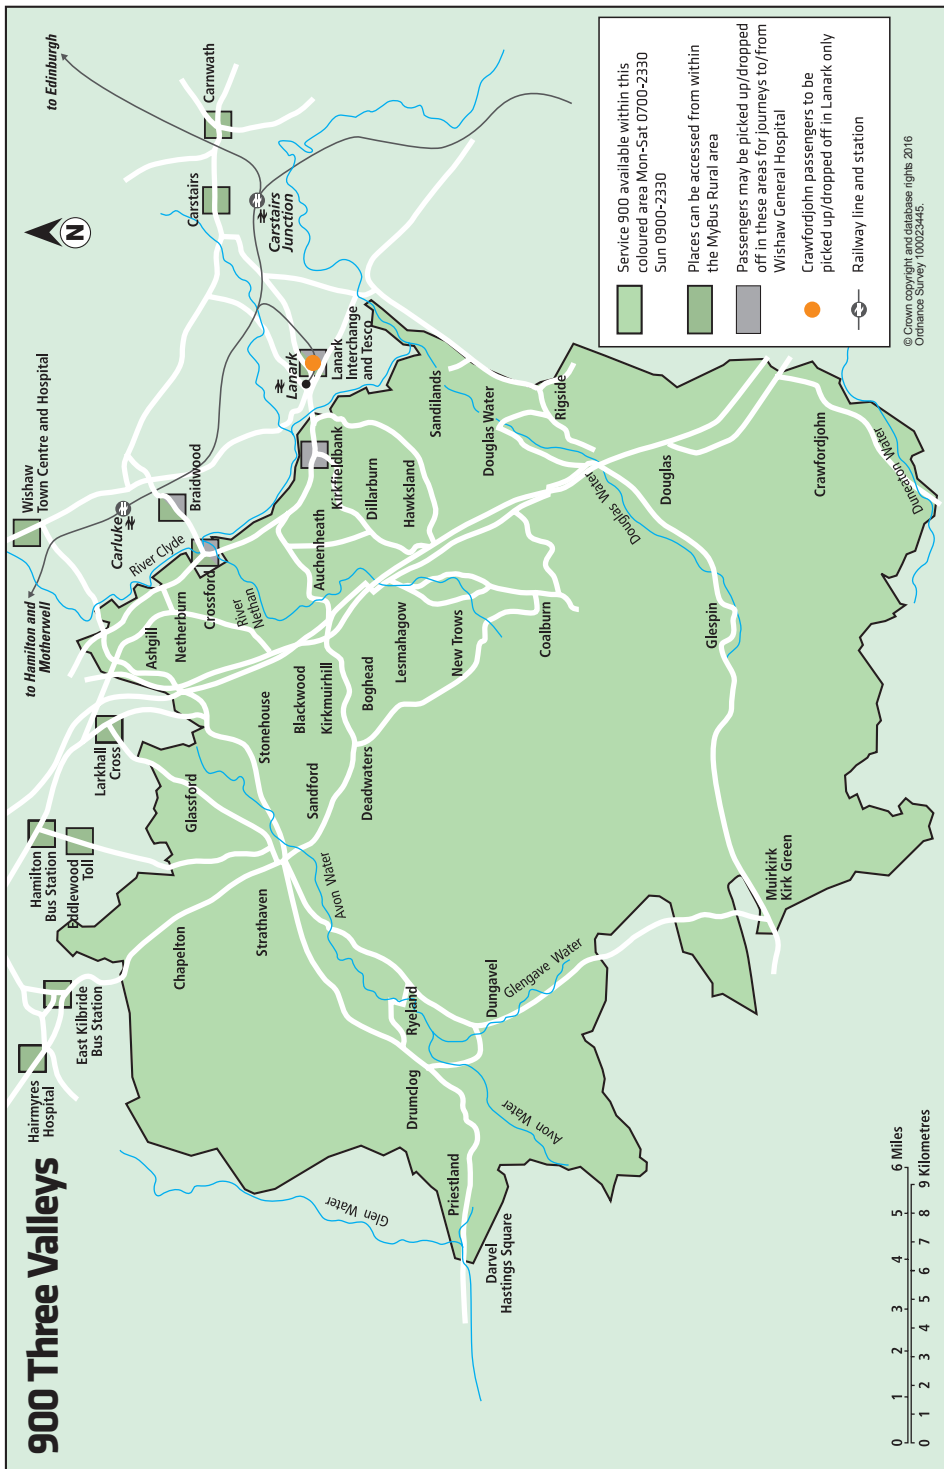 900 Three Valleys
Hairmyres
Hospital
East Kilbride
Bus Station
Hamilton
Bus Station
Eddlewood
Toll
Larkhall
Cross
to Hamilton and
Motherwell
Wishaw
Town Centre and Hospital
Carluke
River Clyde
Braidwood
N
to Edinburgh
Carstairs
Carnwath
Carstairs
Junction
Lanark
Lanark
Interchange
and Tesco
Kirkfieldbank
Chapelton
Glassford
Ashgill
Netherburn
Crossford
River
Nethan
Strathaven
Stonehouse
Blackwood
Kirkmuirhill
Auchenheath
Dillarburn
Hawksland
Sandilands
Avon Water
Sandford
Deadwaters
Boghead
Lesmahagow
New Trows
Coalburn
Douglas Water
Rigside
Douglas Water
Douglas
Glen Water
Drumclog
Ryeland
Dungavel
Glengave Water
Avon Water
Priestland
Darvel
Hastings Square
Glespin
Muirkirk
Kirk Green
Crawfordjohn
Duneaton Water
Service 900 available within this
coloured area Mon-Sat 0700-2330
Sun 0900-2330
Places can be accessed from within
the MyBus Rural area
Passengers may be picked up/dropped
off in these areas for journeys to/from
Wishaw General Hospital
Crawfordjohn passengers to be
picked up/dropped off in Lanark only
Railway line and station
© Crown copyright and database rights 2016
Ordnance Survey 100023445.
0 1 2 3 4 5 6 Miles
0 1 2 3 4 5 6 7 8 9 Kilometres